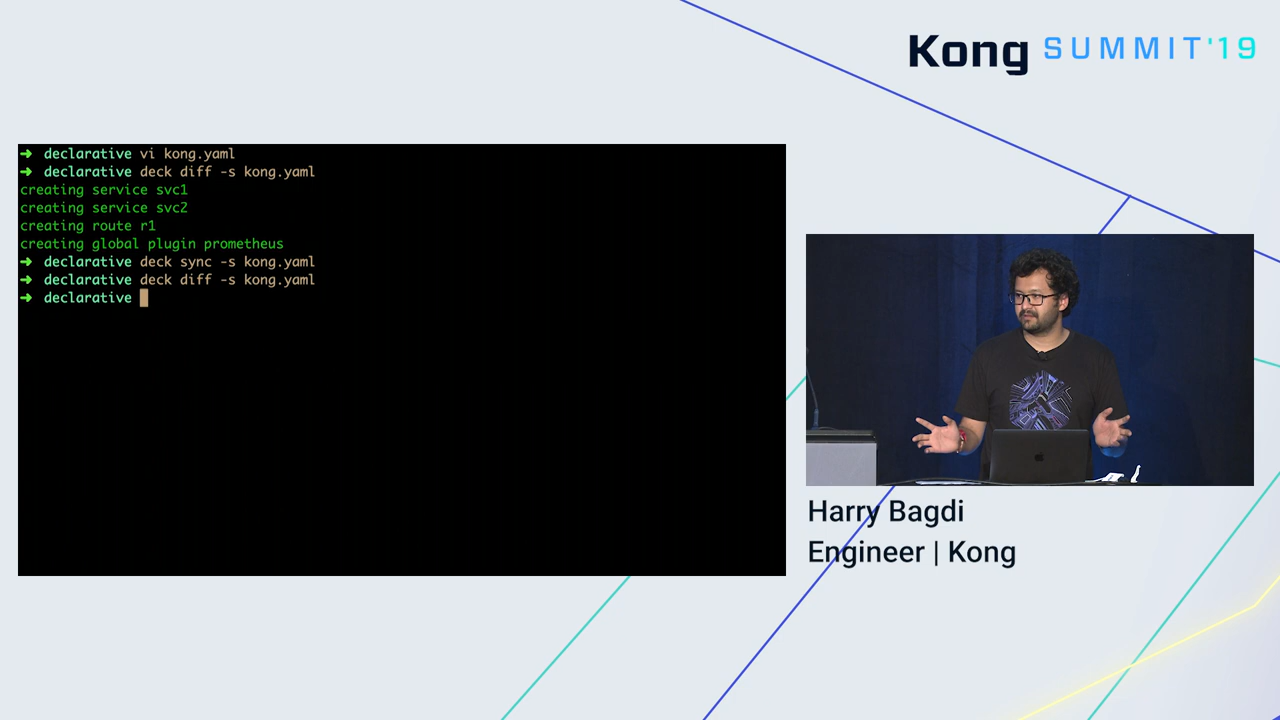 Kong SUMMIT'19
➜ declarative vi kong.yaml
➜ declarative deck diff -s kong.yaml
creating service svc1
creating service svc2
creating route r1
creating global plugin prometheus
➜ declarative deck sync -s kong.yaml
➜ declarative deck diff -s kong.yaml
➜ declarative
Harry Bagdi
Engineer | Kong